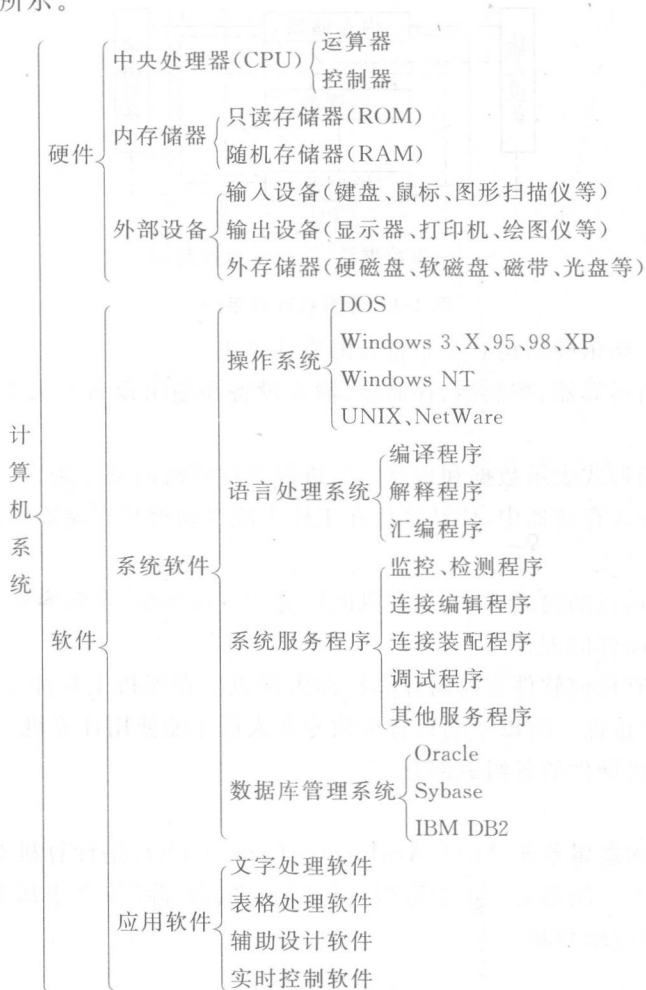 所示。
运算器
中央处理器(CPU)
控制器
只读存储器(ROM)
内存储器
随机存储器(RAM)
硬件
输入设备(键盘、鼠标、图形扫描仪等)
外部设备 输出设备(显示器、打印机、绘图仪等)
外存储器(硬磁盘、软磁盘、磁带、光盘等)
DOS
Windows 3、X、95、98、XP
操作系统
Windows NT
UNIX、NetWare
计算机系统
编译程序
语言处理系统 解释程序
汇编程序
系统软件
监控、检测程序
连接编辑程序
软件
系统服务程序 连接装配程序
调试程序
其他服务程序
Oracle
数据库管理系统 Sybase
IBM DB2
文字处理软件
表格处理软件
应用软件
辅助设计软件
实时控制软件